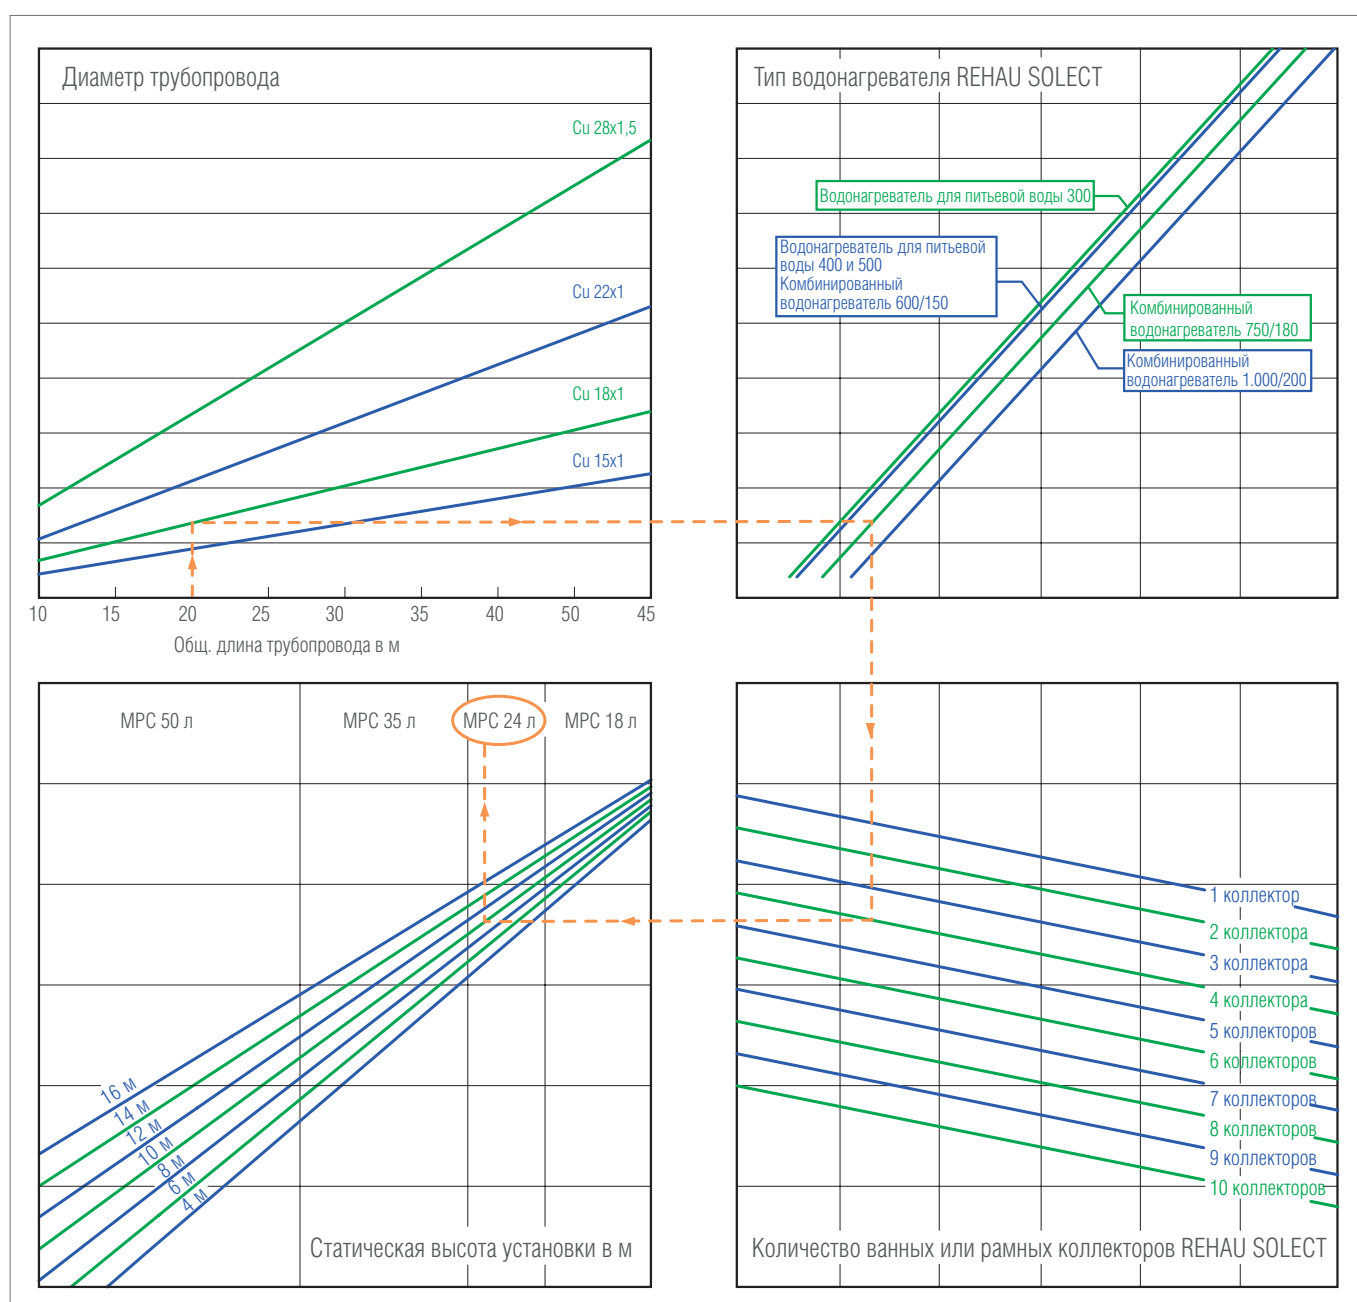 Диаметр трубопровода
Cu 28x1,5
Cu 22x1
Cu 18x1
Cu 15x1
10 15 20 25 30 35 40 50 45
Общ. длина трубопровода в м
Тип водонагревателя REHAU SOLECT
Водонагреватель для питьевой воды 300
Водонагреватель для питьевой
воды 400 и 500
Комбинированный
водонагреватель 600/150
Комбинированный
водонагреватель 750/180
Комбинированный
водонагреватель 1.000/200
МРС 50 л МРС 35 л МРС 24 л МРС 18 л
16 м
14 м
12 м
10 м
8 м
6 м
4 м
Статическая высота установки в м
1 коллектор
2 коллектора
3 коллектора
4 коллектора
5 коллекторов
6 коллекторов
7 коллекторов
8 коллекторов
9 коллекторов
10 коллекторов
Количество ванных или рамных коллекторов REHAU SOLECT